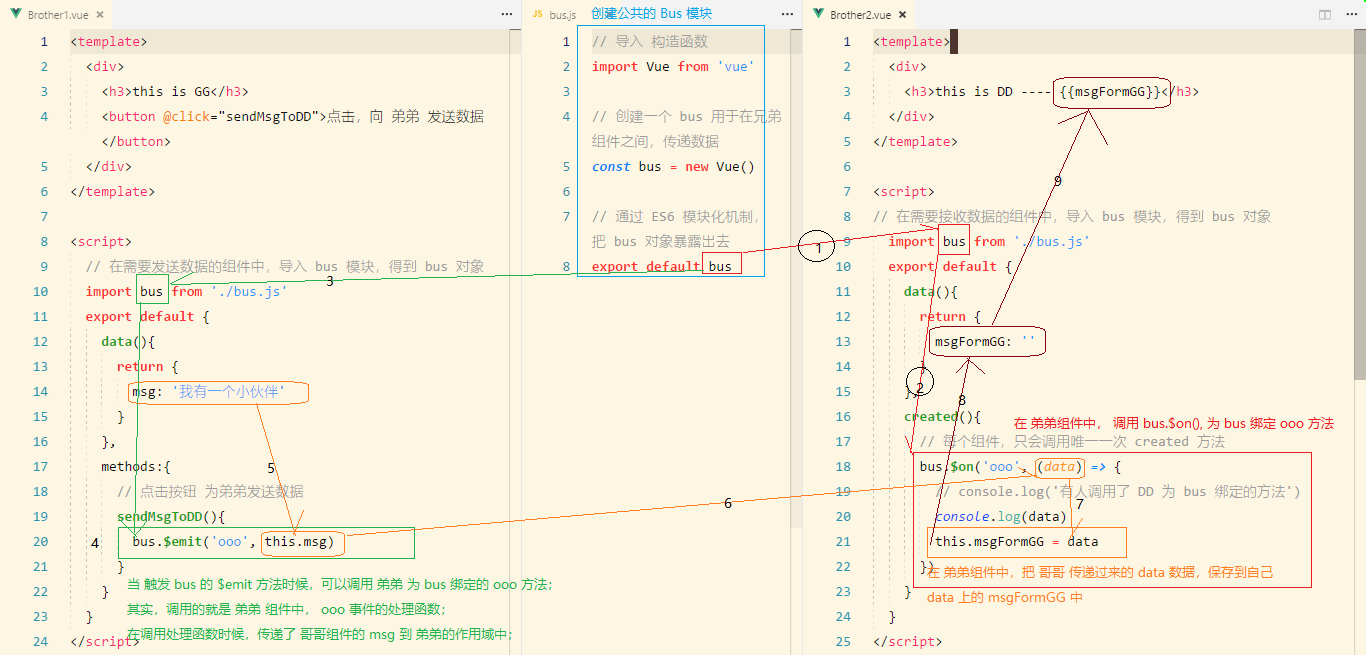 Brother1.vue
1 <template>
2 <div>
3 <h3>this is GG</h3>
4 <button @click="sendMsgToDD">点击，向 弟弟 发送数据
</button>
5 </div>
6 </template>
7
8 <script>
9 // 在需要发送数据的组件中，导入 bus 模块，得到 bus 对象
10 import bus from './bus.js'
11 export default {
12 data(){
13 return {
14 msg: '我有一个小伙伴'
15 }
16 },
17 methods:{
18 // 点击按钮 为弟弟发送数据
19 sendMsgToDD(){
20 bus.$emit('ooo', this.msg)
21 }
22 }
23 }
24 </script>
当 触发 bus 的 $emit 方法时候，可以调用 弟弟 为 bus 绑定的 ooo 方法；
其实，调用的就是 弟弟 组件中， ooo 事件的处理函数；
在调用处理函数时候，传递了 哥哥组件的 msg 到 弟弟的作用域中；
3
4
5
JS bus.js
创建公共的 Bus 模块
1 // 导入 构造函数
2 import Vue from 'vue'
3
4 // 创建一个 bus 用于在兄弟
组件之间，传递数据
5 const bus = new Vue()
6
7 // 通过 ES6 模块化机制，
把 bus 对象暴露出去
8 export default bus
1
6
Brother2.vue
1 <template>
2 <div>
3 <h3>this is DD ----{{msgFormGG}}</h3>
4 </div>
5 </template>
6
7 <script>
8 // 在需要接收数据的组件中，导入 bus 模块，得到 bus 对象
9 import bus from './bus.js'
10 export default {
11 data(){
12 return {
13 msgFormGG: ''
14 }
15 },
16 created(){
17 // 每个组件，只会调用唯一一次 created 方法
18 bus.$on('ooo', (data) => {
19 // console.log('有人调用了 DD 为 bus 绑定的方法')
20 console.log(data)
21 this.msgFormGG = data
22 })
23 }
24 }
25 </script>
在 弟弟组件中， 调用 bus.$on(), 为 bus 绑定 ooo 方法
在 弟弟组件中，把 哥哥 传递过来的 data 数据，保存到自己
data 上的 msgFormGG 中
9
2
8
7